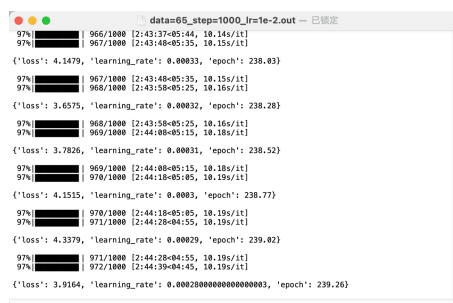 data=65_step=1000_lr=1e-2.out — 已锁定
97%| | 966/1000 [2:43:37<05:44, 10.14s/it]
97%| | 967/1000 [2:43:48<05:35, 10.15s/it]
{'loss': 4.1479, 'learning_rate': 0.00033, 'epoch': 238.03}
97%| | 967/1000 [2:43:48<05:35, 10.15s/it]
97%| | 968/1000 [2:43:58<05:25, 10.16s/it]
{'loss': 3.6575, 'learning_rate': 0.00032, 'epoch': 238.28}
97%| | 968/1000 [2:43:58<05:25, 10.16s/it]
97%| | 969/1000 [2:44:08<05:15, 10.18s/it]
{'loss': 3.7826, 'learning_rate': 0.00031, 'epoch': 238.52}
97%| | 969/1000 [2:44:08<05:15, 10.18s/it]
97%| | 970/1000 [2:44:18<05:05, 10.19s/it]
{'loss': 4.1515, 'learning_rate': 0.0003, 'epoch': 238.77}
97%| | 970/1000 [2:44:18<05:05, 10.19s/it]
97%| | 971/1000 [2:44:28<04:55, 10.19s/it]
{'loss': 4.3379, 'learning_rate': 0.00029, 'epoch': 239.02}
97%| | 971/1000 [2:44:28<04:55, 10.19s/it]
97%| | 972/1000 [2:44:39<04:45, 10.19s/it]
{'loss': 3.9164, 'learning_rate': 0.00028000000000000003, 'epoch': 239.26}